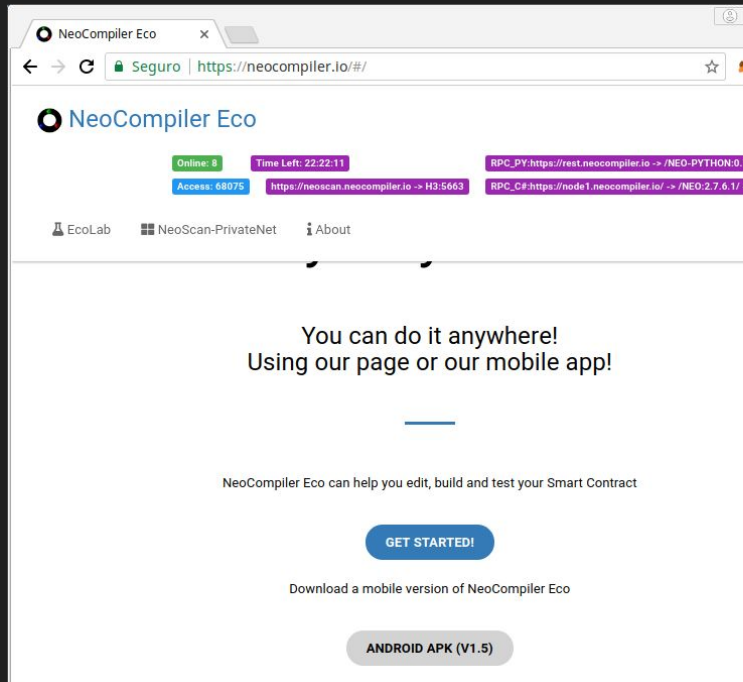 NeoCompiler Eco
Seguro | https://neocompiler.io/#/
NeoCompiler Eco
Online: 8 Time Left: 22:22:11 RPC_PY:https://rest.neocompiler.io -> /NEO-PYTHON:0.
Access: 68075 https://neoscan.neocompiler.io -> H3:5663 RPC_C#:https://node1.neocompiler.io/ -> /NEO:2.7.6.1/
EcoLab NeoScan-PrivateNet About
You can do it anywhere!
Using our page or our mobile app!
NeoCompiler Eco can help you edit, build and test your Smart Contract
GET STARTED!
Download a mobile version of NeoCompiler Eco
ANDROID APK (V1.5)